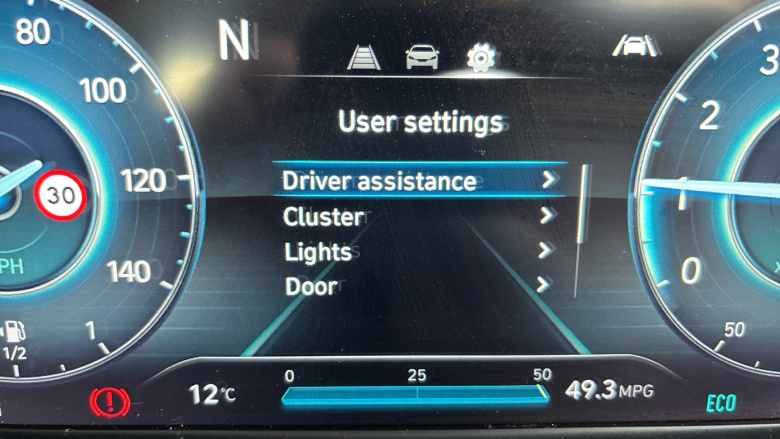 80
N
3
100
2
User settings
120
Driver assistance
30
1
Cluster
Lights
PH
0
140
Door
1
1/2
50
0 25 50
12°C
49.3MPG
ECO